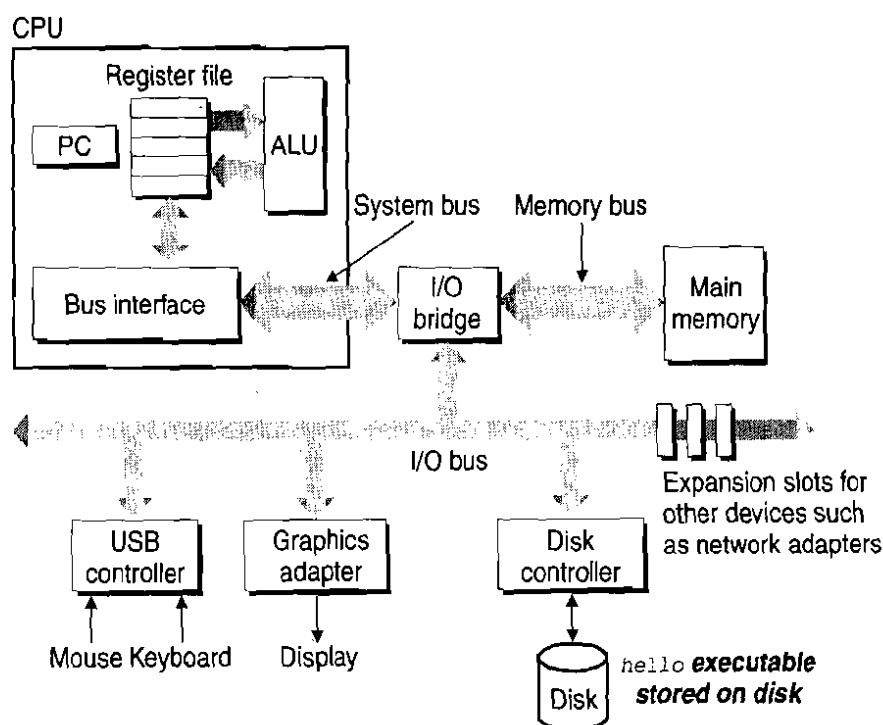 CPU
Register file
PC
ALU
System bus
Memory bus
Bus interface
I/O
bridge
Main
memory
I/O bus
Expansion slots for
other devices such
as network adapters
USB
controller
Graphics
adapter
Disk
controller
Mouse Keyboard
Display
Disk
hello executable
stored on disk